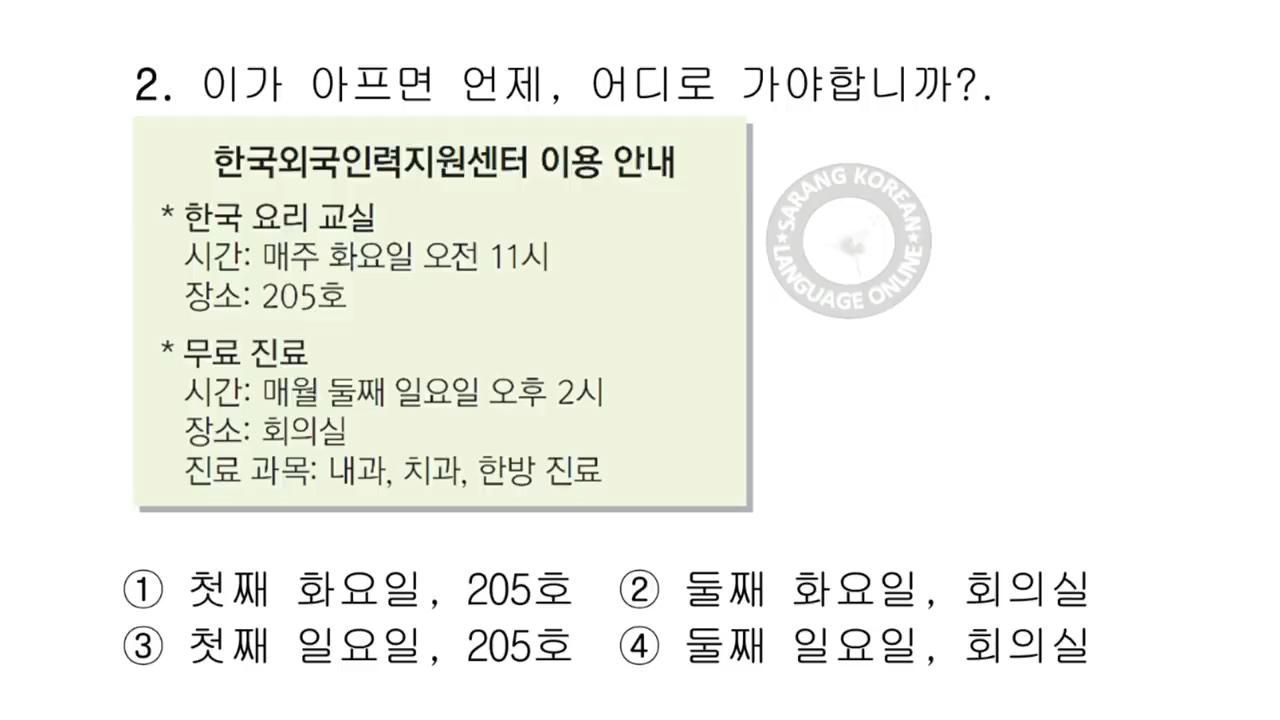 2. 이가 아프면 언제, 어디로 가야합니까?.
한국외국인력지원센터 이용 안내
* 한국 요리 교실
시간: 매주 화요일 오전 11시
장소: 205호
* 무료 진료
시간: 매월 둘째 일요일 오후 2시
장소: 회의실
진료 과목: 내과, 치과, 한방 진료
SARANG KOREAN
LANGUAGE ONLINE
① 첫째 화요일, 205호 ② 둘째 화요일, 회의실
③ 첫째 일요일, 205호 ④ 둘째 일요일, 회의실